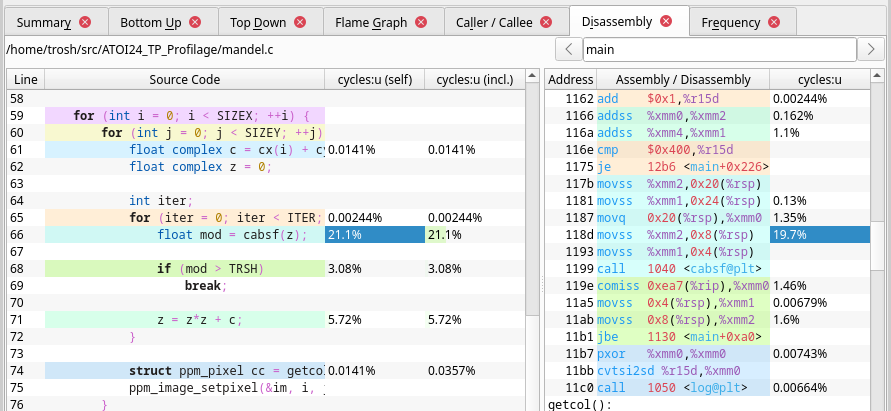 Summary Bottom Up Top Down Flame Graph Caller / Callee Disassembly Frequency
/home/trosh/src/ATOI24_TP_Profilage/mandel.c
main
Line Source Code cycles:u (self) cycles:u (incl.)
58
59 for (int i = 0; i < SIZEX; ++i) {
60 for (int j = 0; j < SIZEY; ++j)
61 float complex c = cx(i) + cy 0.0141% 0.0141%
62 float complex z = 0;
63
64 int iter;
65 for (iter = 0; iter < ITER; 0.00244% 0.00244%
66 float mod = cabsf(z); 21.1% 21.1%
67
68 if (mod > TRSH) 3.08% 3.08%
69 break;
70
71 z = z*z + c; 5.72% 5.72%
72 }
73
74 struct ppm_pixel cc = getcol 0.0141% 0.0357%
75 ppm_image_setpixel(&im, i,
76 }
Address Assembly / Disassembly cycles:u
1162 add $0x1,%r15d 0.00244%
1166 addss %xmm0,%xmm2 0.162%
116a addss %xmm4,%xmm1 1.1%
116e cmp $0x400,%r15d
1175 je 12b6 <main+0x226>
117b movss %xmm2,0x20(%rsp)
1181 movss %xmm1,0x24(%rsp) 0.13%
1187 movq 0x20(%rsp),%xmm0 1.35%
118d movss %xmm2,0x8(%rsp) 19.7%
1193 movss %xmm1,0x4(%rsp)
1199 call 1040 <cabsf@plt>
119e comiss 0xea7(%rip),%xmm0 1.46%
11a5 movss 0x4(%rsp),%xmm1 0.00679%
11ab movss 0x8(%rsp),%xmm2 1.6%
11b1 jbe 1130 <main+0xa0>
11b7 pxor %xmm0,%xmm0 0.00743%
11bb cvtsi2sd %r15d,%xmm0
11c0 call 1050 <log@plt> 0.00664%
getcol():